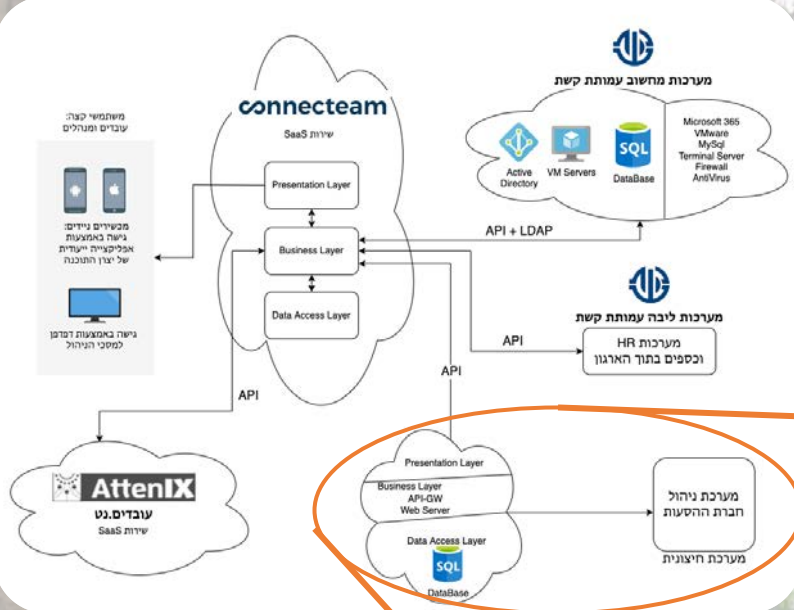 משתמשי קצה:
עובדים ומנהלים
מכשירים ניידים:
גישה באמצעות
אפליקצייה ייעודית
של יצרן התוכנה
גישה באמצעות דפדפן
למסכי הניהול
connecteam
שירות SaaS
Presentation Layer
Business Layer
Data Access Layer
מערכות מחשוב עמותת קשת
Active
Directory
VM Servers
SQL
DataBase
Microsoft 365
VMware
MySql
Terminal Server
Firewall
AntiVirus
API + LDAP
מערכות ליבה עמותת קשת
מערכות HR
וכספים בתוך הארגון
API
API
API
AttenIX
עובדים.נט
שירות SaaS
Presentation Layer
Business Layer
API-GW
Web Server
Data Access Layer
SQL
DataBase
מערכת ניהול
חברת ההסעות
מערכת חיצונית